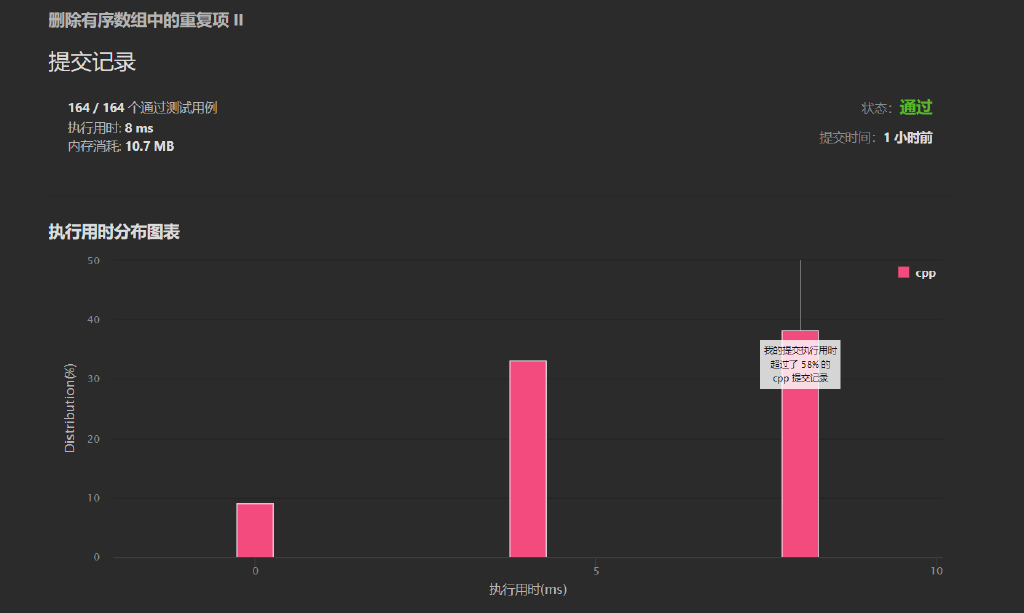 删除有序数组中的重复项 II
提交记录
164 / 164 个通过测试用例
状态：通过
执行用时: 8 ms
提交时间：1 小时前
内存消耗: 10.7 MB
执行用时分布图表
cpp
50
40
30
20
10
0
Distribution(%)
我的提交执行用时
超过了 58% 的
cpp 提交记录
0
5
10
执行用时(ms)